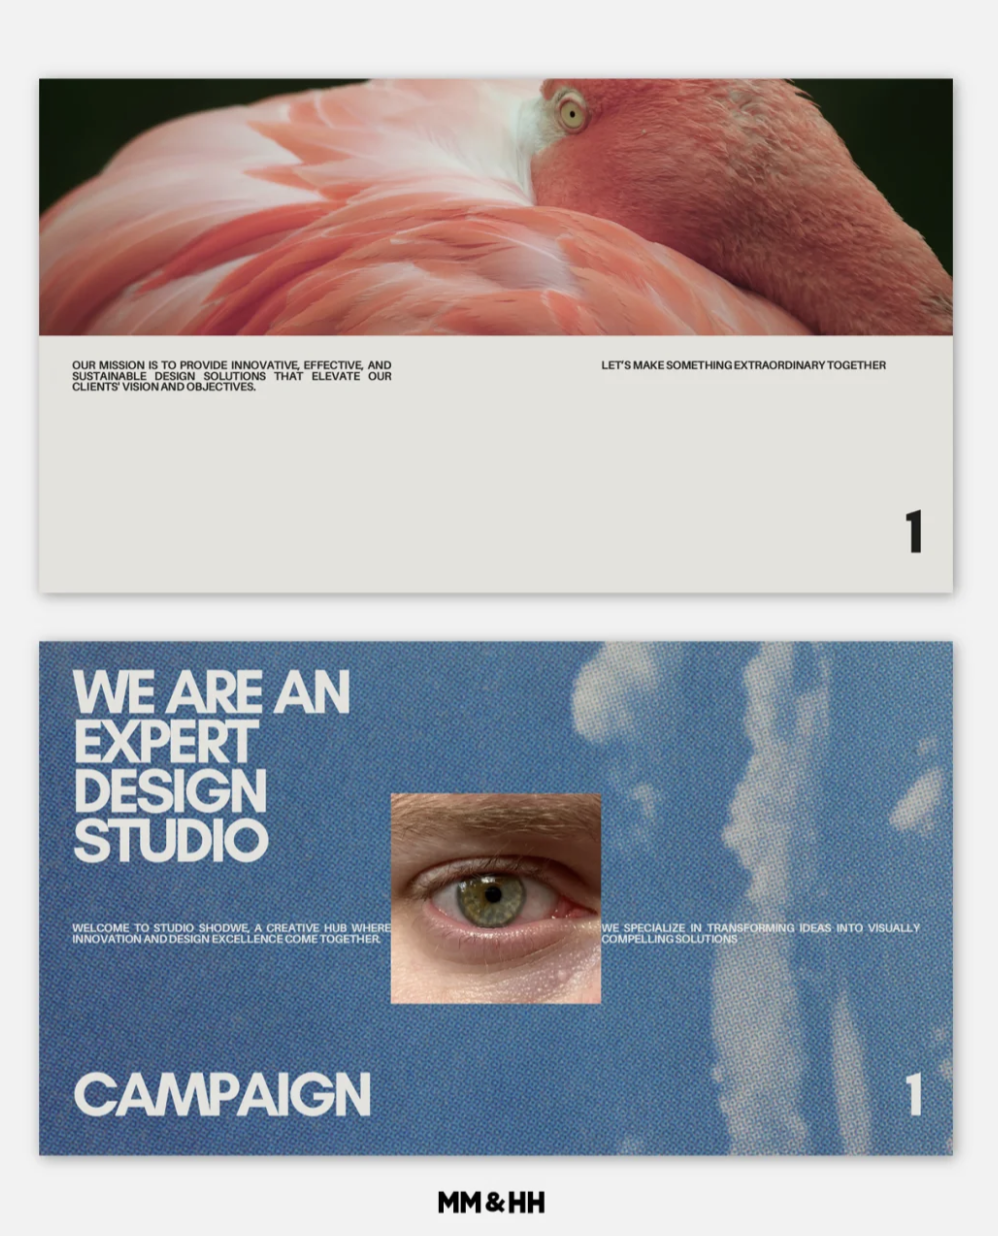 OUR MISSION IS TO PROVIDE INNOVATIVE, EFFECTIVE, AND
SUSTAINABLE DESIGN SOLUTIONS THAT ELEVATE OUR
CLIENTS' VISION AND OBJECTIVES.
LET'S MAKE SOMETHING EXTRAORDINARY TOGETHER
1
WE ARE AN
EXPERT
DESIGN
STUDIO
WELCOME TO STUDIO SHODWE, A CREATIVE HUB WHERE
INNOVATION AND DESIGN EXCELLENCE COME TOGETHER.
WE SPECIALIZE IN TRANSFORMING IDEAS INTO VISUALLY
COMPELLING SOLUTIONS
CAMPAIGN
1
MM & HH